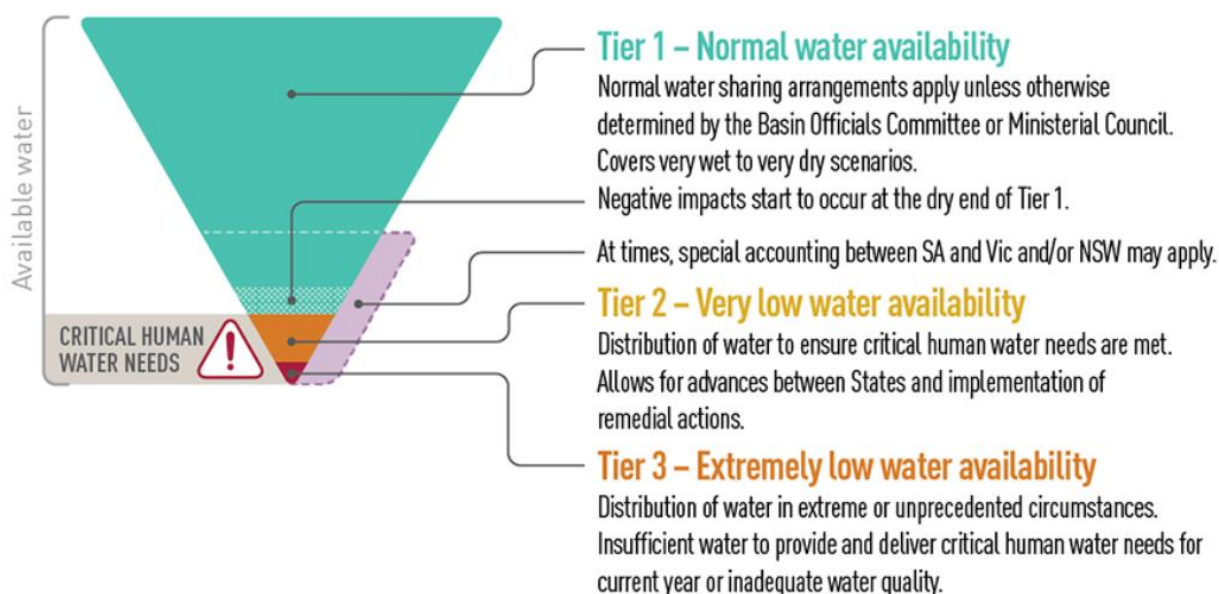 Available water
CRITICAL HUMAN
WATER NEEDS
!
Tier 1 – Normal water availability
Normal water sharing arrangements apply unless otherwise
determined by the Basin Officials Committee or Ministerial Council.
Covers very wet to very dry scenarios.
Negative impacts start to occur at the dry end of Tier 1.
At times, special accounting between SA and Vic and/or NSW may apply.
Tier 2 – Very low water availability
Distribution of water to ensure critical human water needs are met.
Allows for advances between States and implementation of
remedial actions.
Tier 3 – Extremely low water availability
Distribution of water in extreme or unprecedented circumstances.
Insufficient water to provide and deliver critical human water needs for
current year or inadequate water quality.